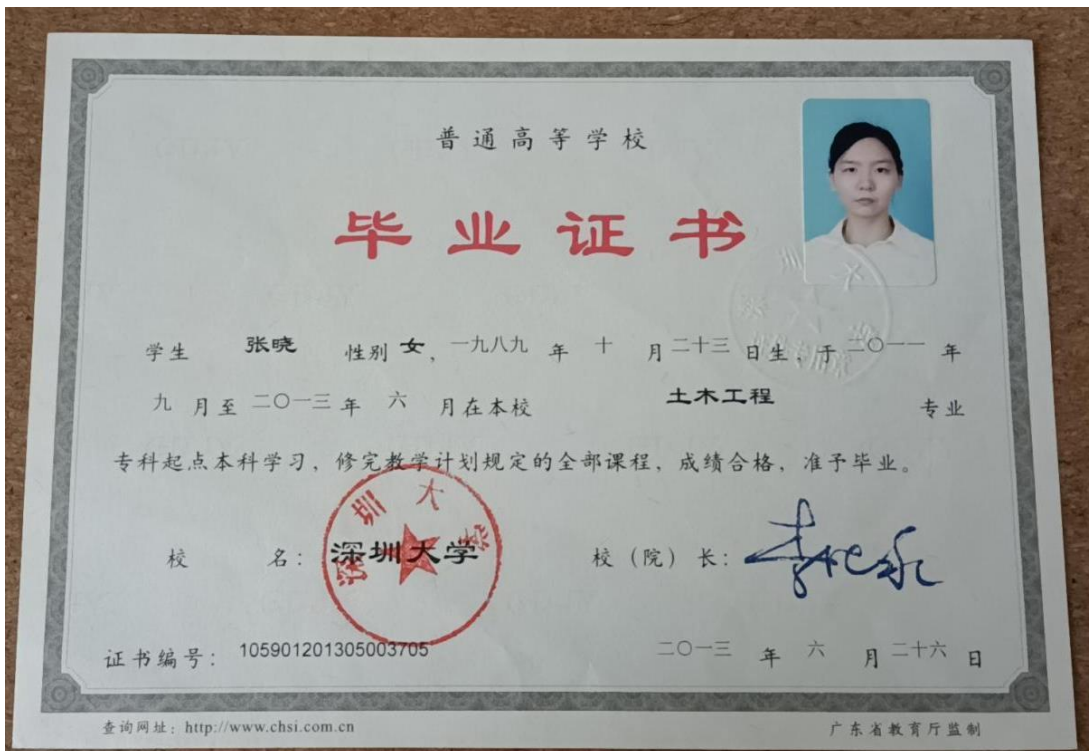 普通高等学校
毕业证书
学生 张晓 性别 女，一九八九 年 十 月 二十三 日生，于 二〇一一 年
九 月至 二〇一三 年 六 月在本校 土木工程 专业
专科起点本科学习，修完教学计划规定的全部课程，成绩合格，准予毕业。
深圳大学
校 名：深圳大学 校（院）长：
证书编号：105901201305003705 二〇一三 年 六 月 二十六 日
查询网址：http://www.chsi.com.cn 广东省教育厅监制